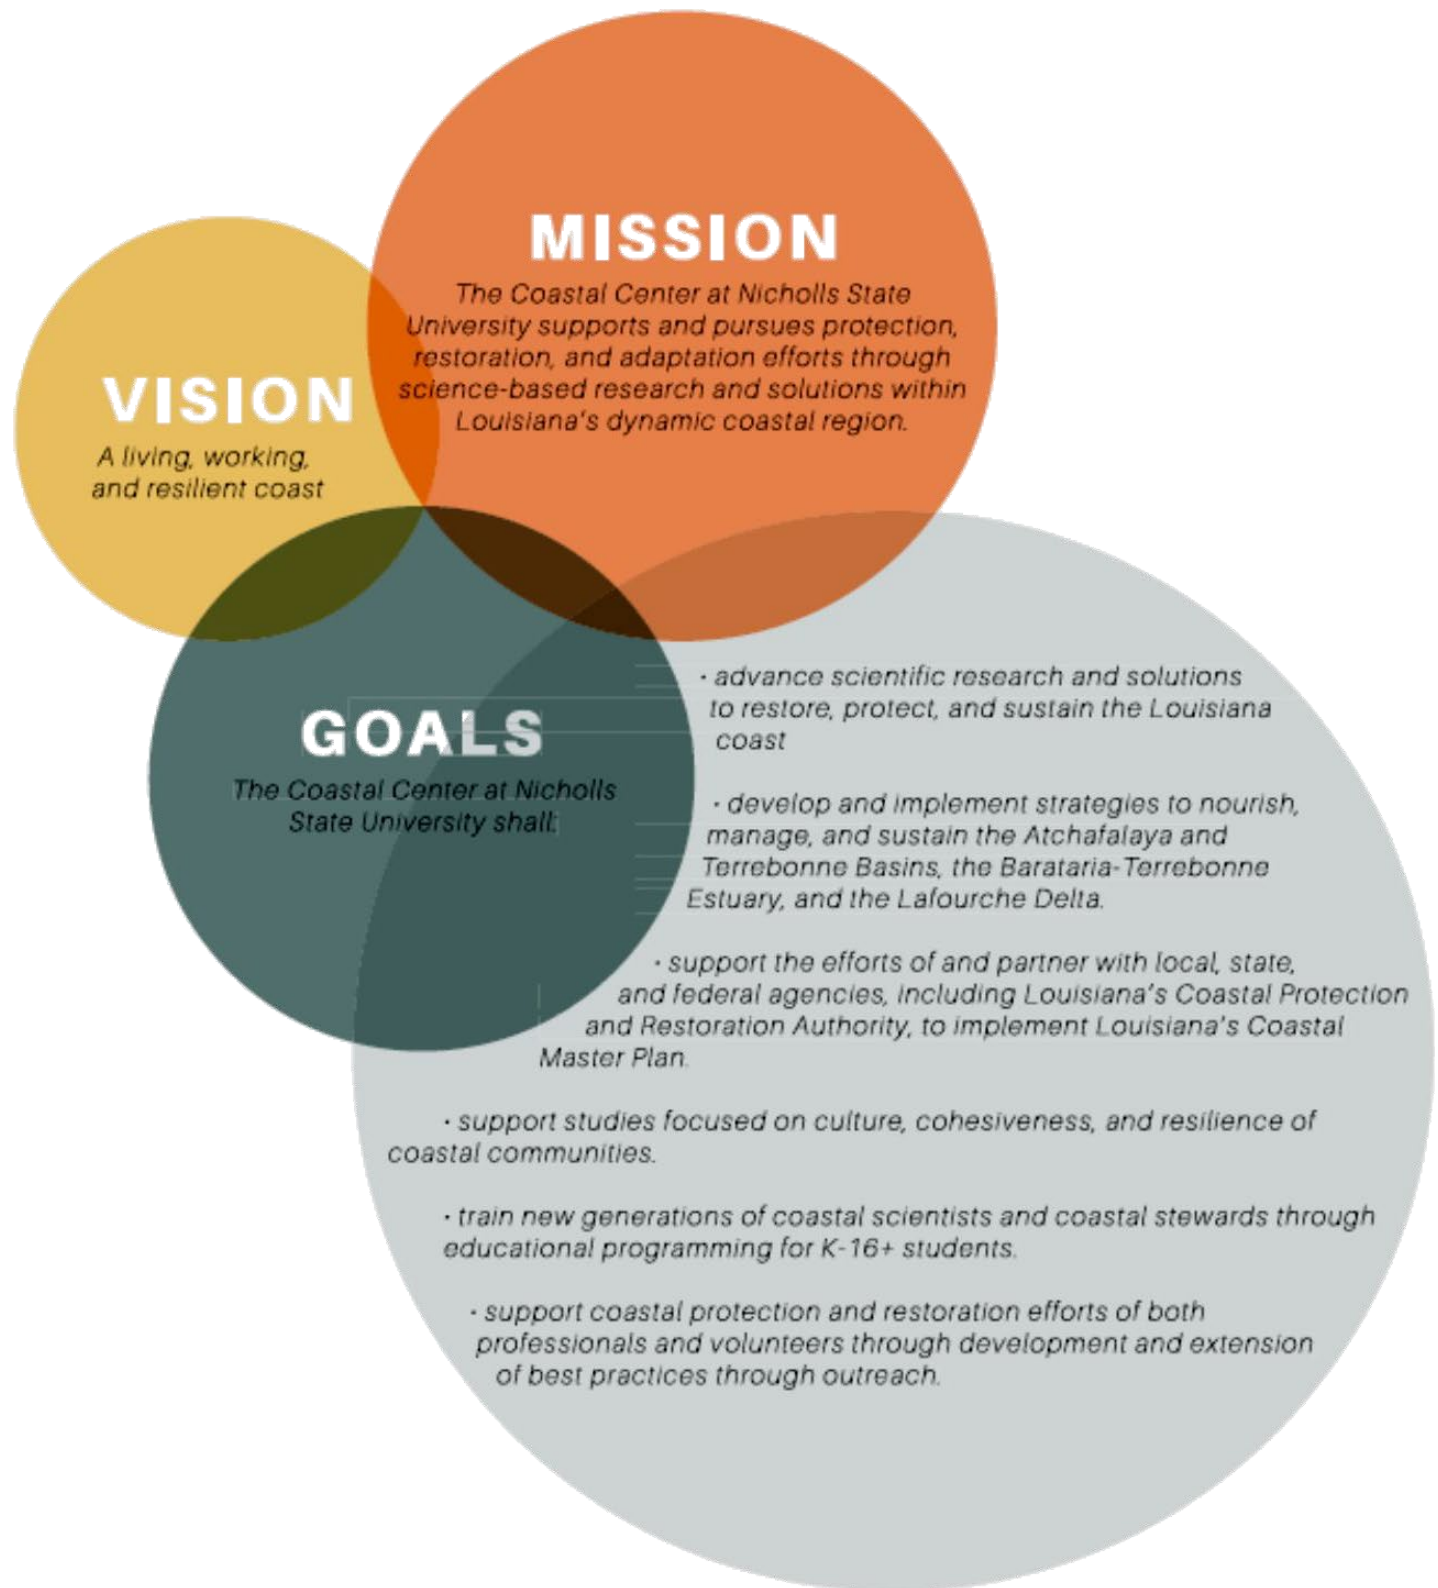 MISSION
The Coastal Center at Nicholls State
University supports and pursues protection,
restoration, and adaptation efforts through
science-based research and solutions within
Louisiana's dynamic coastal region.
VISION
A living, working,
and resilient coast
GOALS
The Coastal Center at Nicholls
State University shall:
· advance scientific research and solutions
to restore, protect, and sustain the Louisiana
coast
· develop and implement strategies to nourish,
manage, and sustain the Atchafalaya and
Terrebonne Basins, the Barataria-Terrebonne
Estuary, and the Lafourche Delta.
· support the efforts of and partner with local, state,
and federal agencies, including Louisiana's Coastal Protection
and Restoration Authority, to implement Louisiana's Coastal
Master Plan.
· support studies focused on culture, cohesiveness, and resilience of
coastal communities.
· train new generations of coastal scientists and coastal stewards through
educational programming for K-16+ students.
· support coastal protection and restoration efforts of both
professionals and volunteers through development and extension
of best practices through outreach.